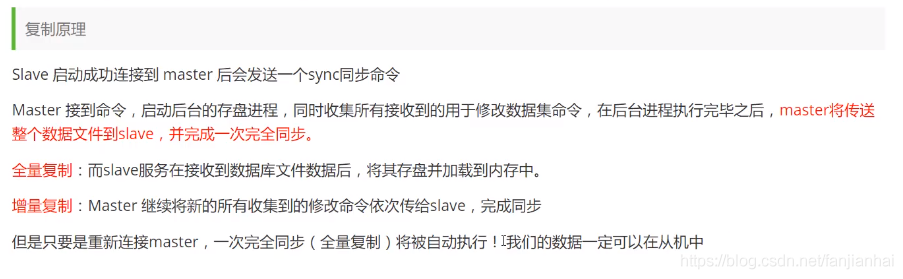 复制原理
Slave 启动成功连接到 master 后会发送一个sync同步命令
Master 接到命令，启动后台的存盘进程，同时收集所有接收到的用于修改数据集命令，在后台进程执行完毕之后，master将传送
整个数据文件到slave，并完成一次完全同步。
全量复制：而slave服务在接收到数据库文件数据后，将其存盘并加载到内存中。
增量复制：Master 继续将新的所有收集到的修改命令依次传给slave，完成同步
但是只要是重新连接master，一次完全同步（全量复制）将被自动执行！我们的数据一定可以在从机中
https://blog.csdn.net/fanjianhai